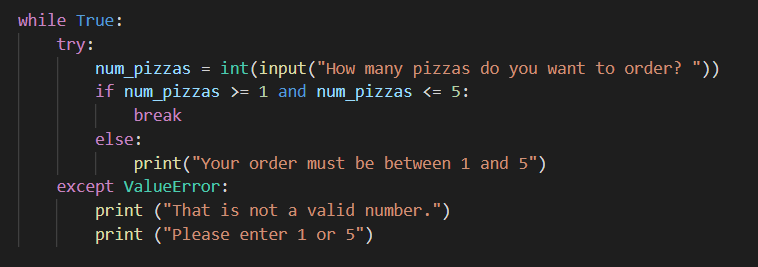 while True:
    try:
        num_pizzas = int(input("How many pizzas do you want to order? "))
        if num_pizzas >= 1 and num_pizzas <= 5:
            break
        else:
            print("Your order must be between 1 and 5")
    except ValueError:
        print ("That is not a valid number.")
        print ("Please enter 1 or 5")